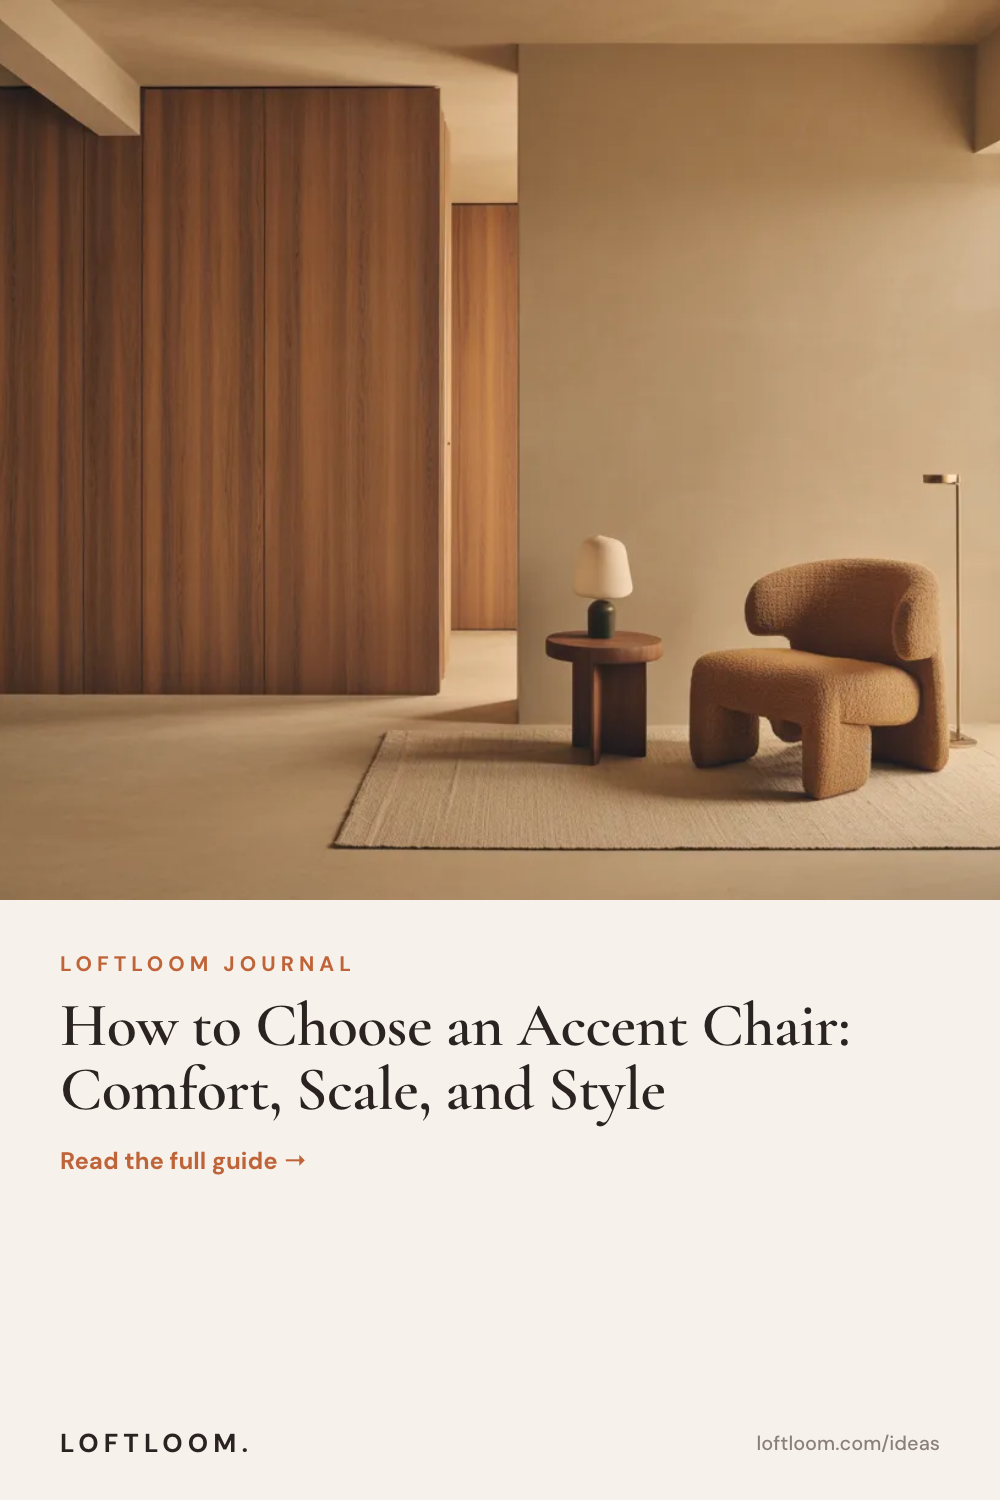 LOFTLOOM JOURNAL
How to Choose an Accent Chair:
Comfort, Scale, and Style
Read the full guide →
LOFTLOOM.
loftloom.com/ideas